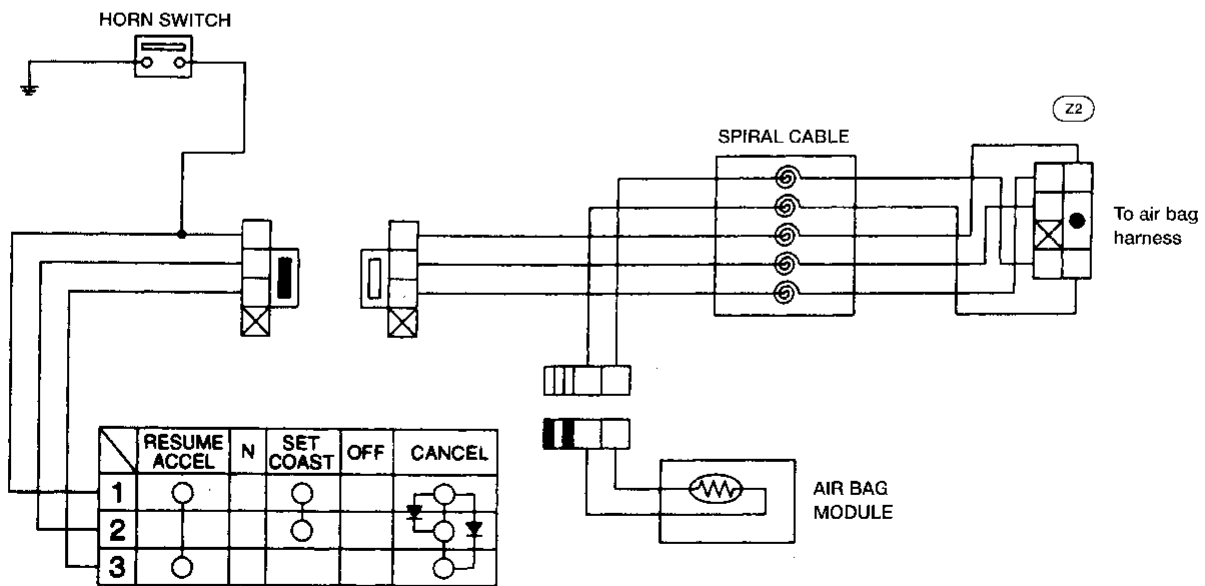 HORN SWITCH
Z2
SPIRAL CABLE
To air bag
harness
RESUME
ACCEL
N
SET
COAST
OFF
CANCEL
1
2
3
AIR BAG
MODULE